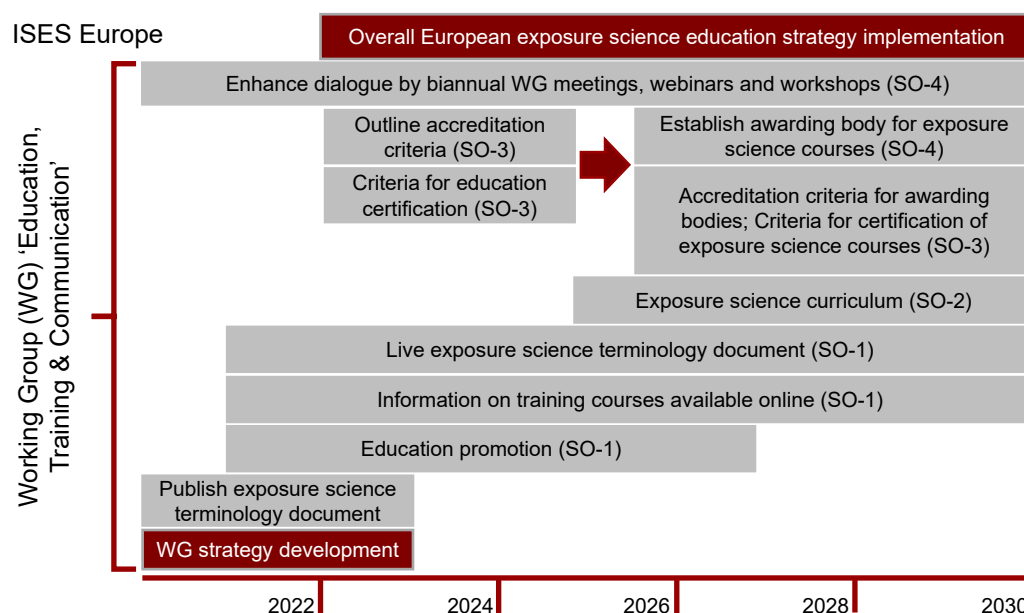 ISES Europe
Overall European exposure science education strategy implementation
Working Group (WG) ‘Education,
Training & Communication’
Enhance dialogue by biannual WG meetings, webinars and workshops (SO-4)
Outline accreditation
criteria (SO-3)
Establish awarding body for exposure
science courses (SO-4)
Criteria for education
certification (SO-3)
Accreditation criteria for awarding
bodies; Criteria for certification of
exposure science courses (SO-3)
Exposure science curriculum (SO-2)
Live exposure science terminology document (SO-1)
Information on training courses available online (SO-1)
Education promotion (SO-1)
Publish exposure science
terminology document
WG strategy development
2022 2024 2026 2028 2030